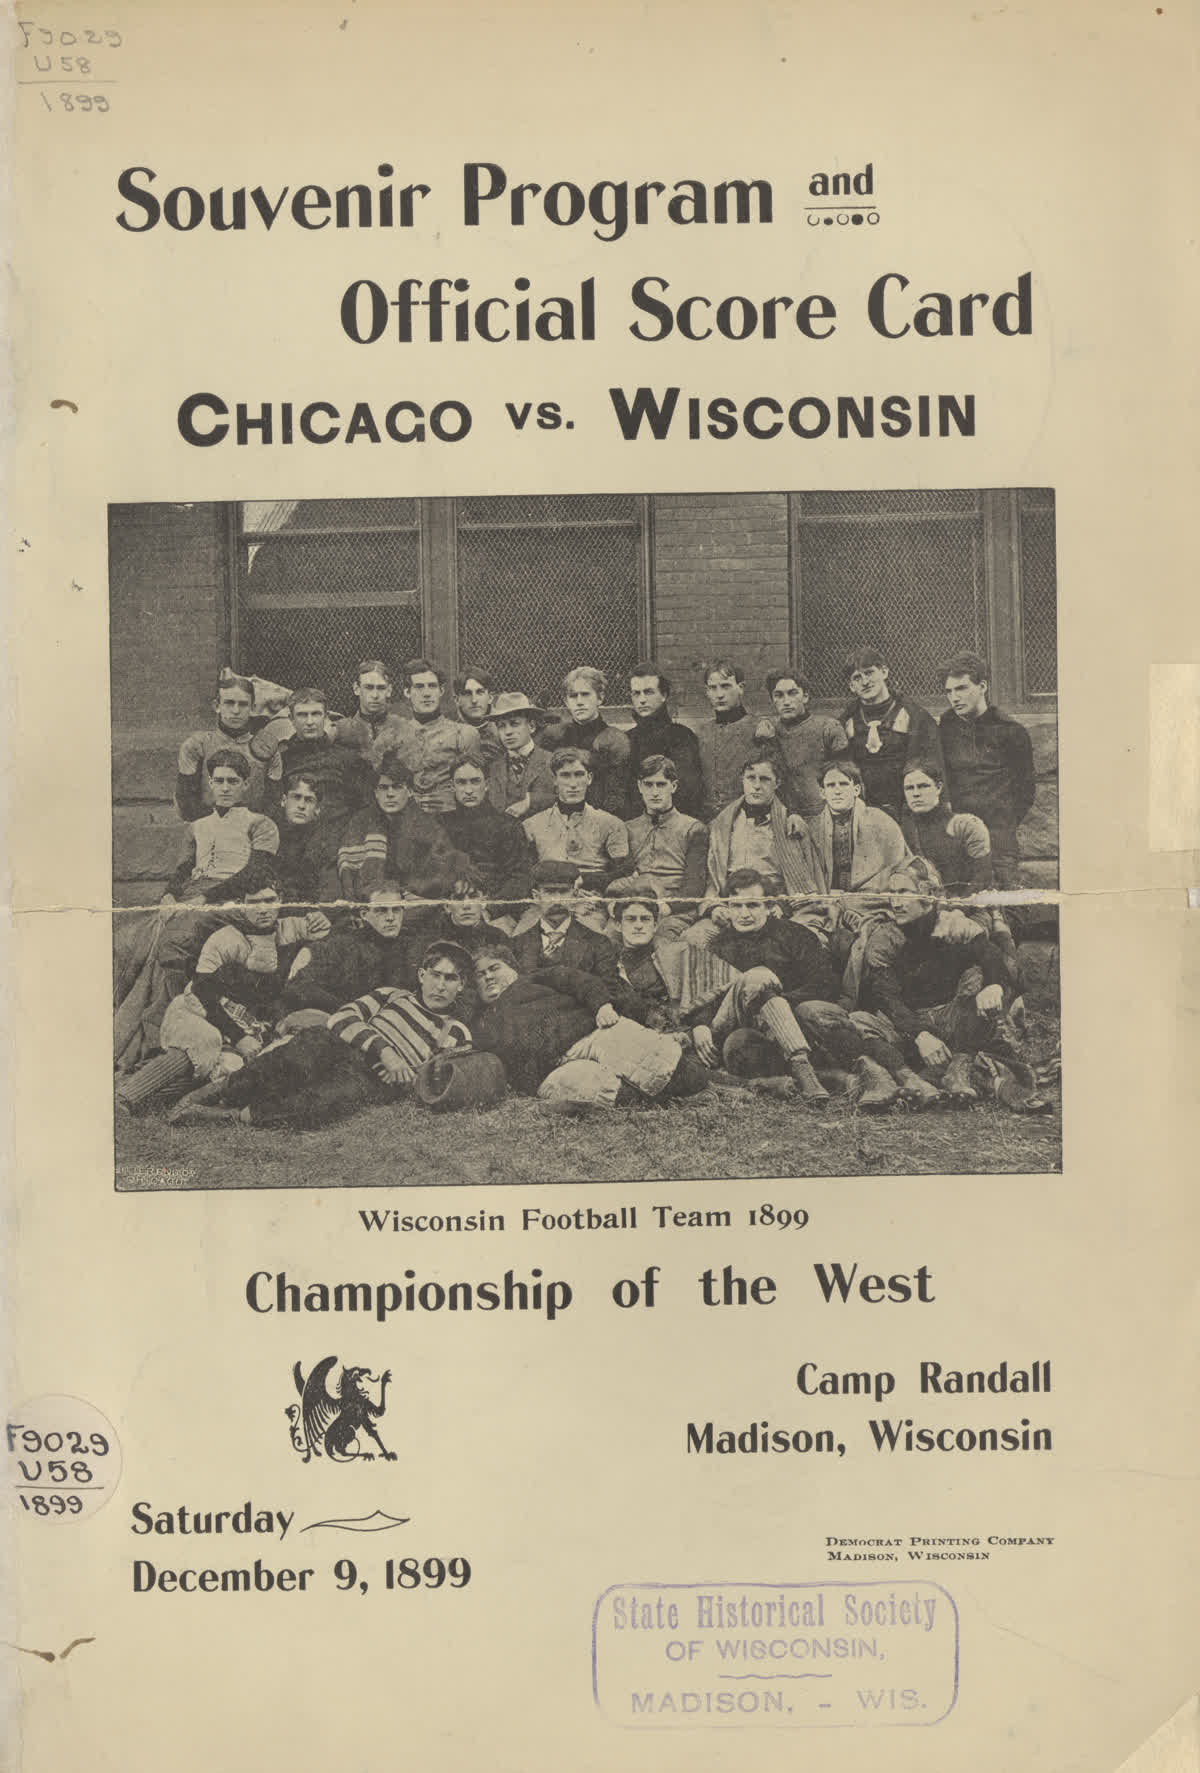 F9029
U58
1899
Souvenir Program and
Official Score Card
CHICAGO VS. WISCONSIN
Wisconsin Football Team 1899
Championship of the West
Camp Randall
Madison, Wisconsin
F9029
U58
1899
Saturday
December 9, 1899
DEMOCRAT PRINTING COMPANY
MADISON, WISCONSIN
State Historical Society
OF WISCONSIN,
MADISON, - WIS.